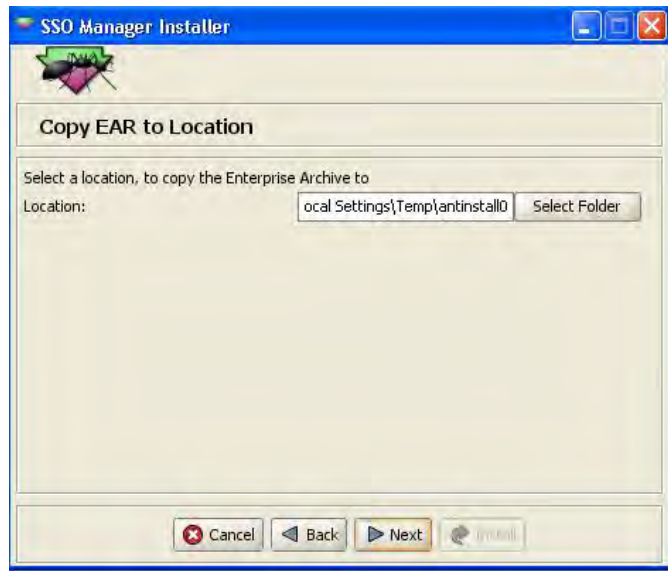 SSO Manager Installer
Copy EAR to Location
Select a location, to copy the Enterprise Archive to
Location: ocal Settings\Temp\antinstall0 Select Folder
Cancel Back Next Install